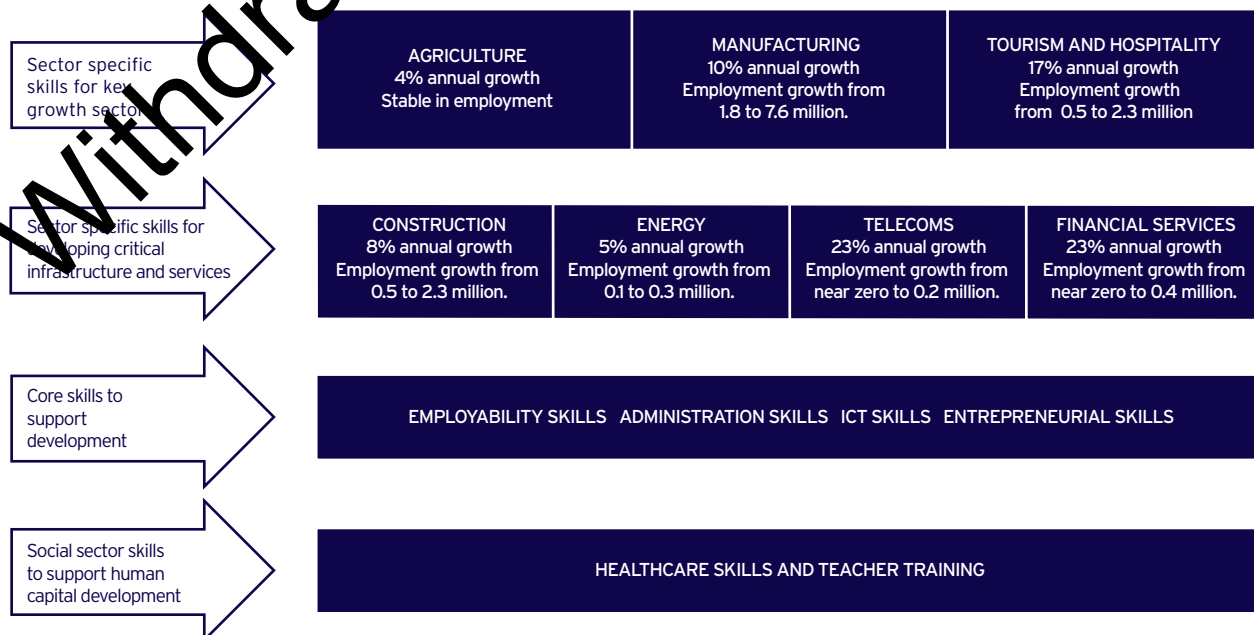 Withdra
Sector specific
skills for key
growth sector
AGRICULTURE
4% annual growth
Stable in employment
MANUFACTURING
10% annual growth
Employment growth from
1.8 to 7.6 million.
TOURISM AND HOSPITALITY
17% annual growth
Employment growth
from 0.5 to 2.3 million
Sector specific skills for
developing critical
infrastructure and services
CONSTRUCTION
8% annual growth
Employment growth from
0.5 to 2.3 million.
ENERGY
5% annual growth
Employment growth from
0.1 to 0.3 million.
TELECOMS
23% annual growth
Employment growth from
near zero to 0.2 million.
FINANCIAL SERVICES
23% annual growth
Employment growth from
near zero to 0.4 million.
Core skills to
support
development
EMPLOYABILITY SKILLS ADMINISTRATION SKILLS ICT SKILLS ENTREPRENEURIAL SKILLS
Social sector skills
to support human
capital development
HEALTHCARE SKILLS AND TEACHER TRAINING